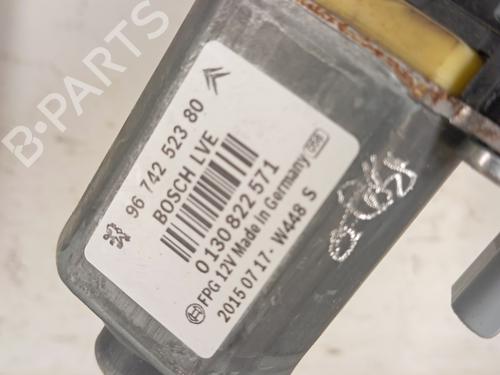 B-PARTS
96 742 523 80
BOSCH LVE
0 130 822 571
FPG 12V Made in Germany
2015 07 17 - W448 S